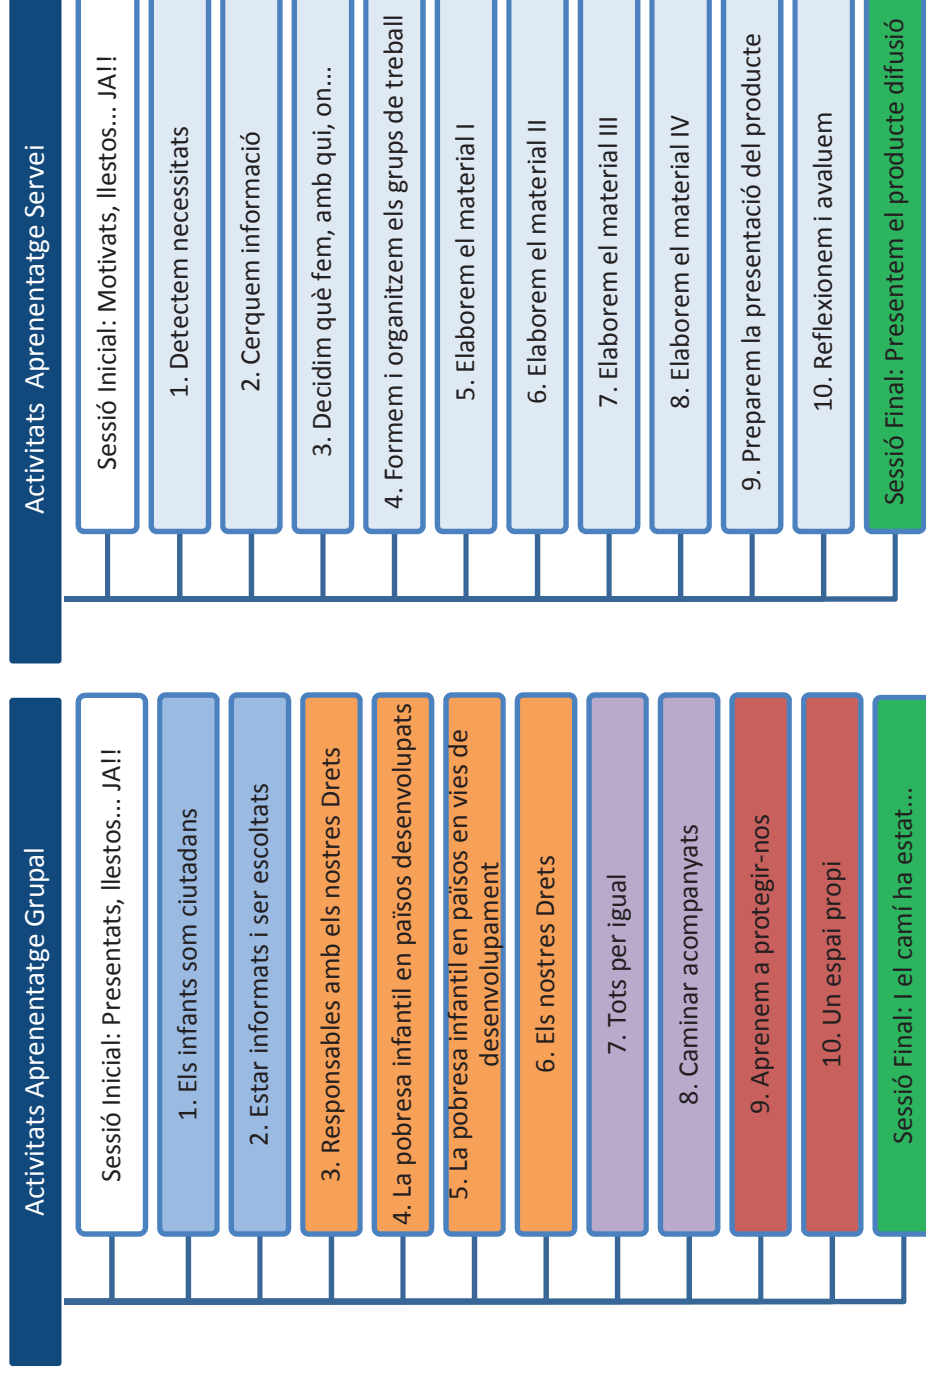 Activitats Aprenentatge Grupal
Sessió Inicial: Presentats, llestos... JA!!
1. Els infants som ciutadans
2. Estar informats i ser escoltats
3. Responsables amb els nostres Drets
4. La pobresa infantil en països desenvolupats
5. La pobresa infantil en països en vies de
desenvolupament
6. Els nostres Drets
7. Tots per igual
8. Caminar acompanyats
9. Aprenem a protegir-nos
10. Un espai propi
Sessió Final: I el camí ha estat...
Activitats Aprenentatge Servei
Sessió Inicial: Motivats, llestos... JA!!
1. Detectem necessitats
2. Cerquem informació
3. Decidim què fem, amb qui, on...
4. Formem i organitzem els grups de treball
5. Elaborem el material I
6. Elaborem el material II
7. Elaborem el material III
8. Elaborem el material IV
9. Preparem la presentació del producte
10. Reflexionem i avaluem
Sessió Final: Presentem el producte difusió